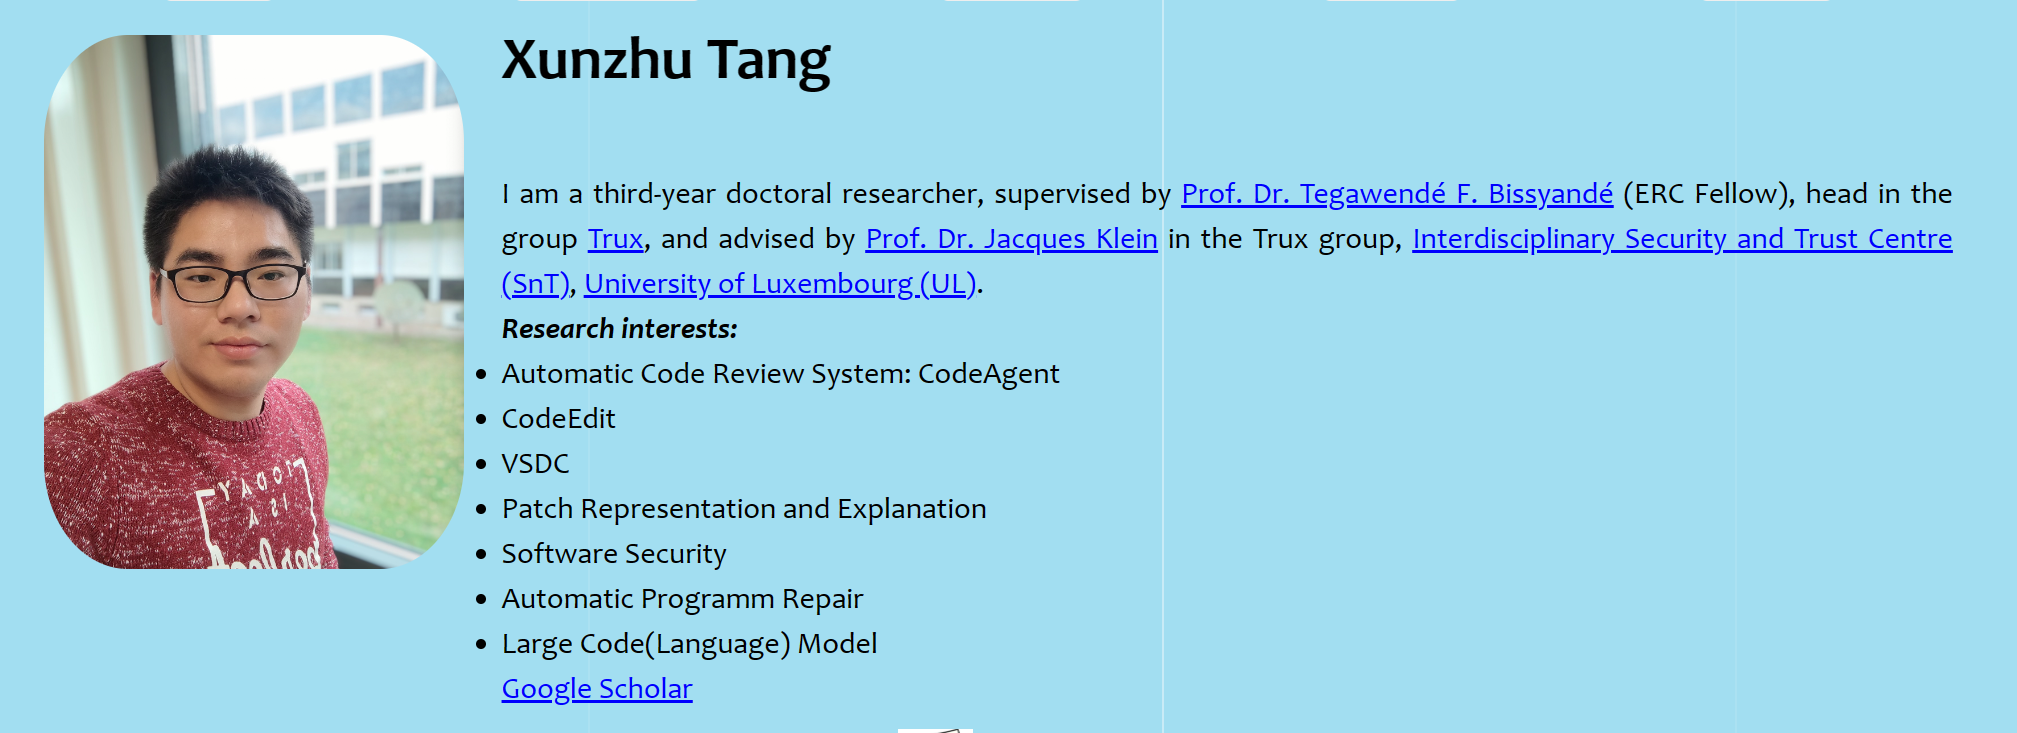 Xunzhu Tang
I am a third-year doctoral researcher, supervised by Prof. Dr. Tegawendé F. Bissyandé (ERC Fellow), head in the
group Trux, and advised by Prof. Dr. Jacques Klein in the Trux group, Interdisciplinary Security and Trust Centre
(SnT), University of Luxembourg (UL).
Research interests:
Automatic Code Review System: CodeAgent
CodeEdit
VSDC
Patch Representation and Explanation
Software Security
Automatic Programm Repair
Large Code(Language) Model
Google Scholar
TODAY
IS A